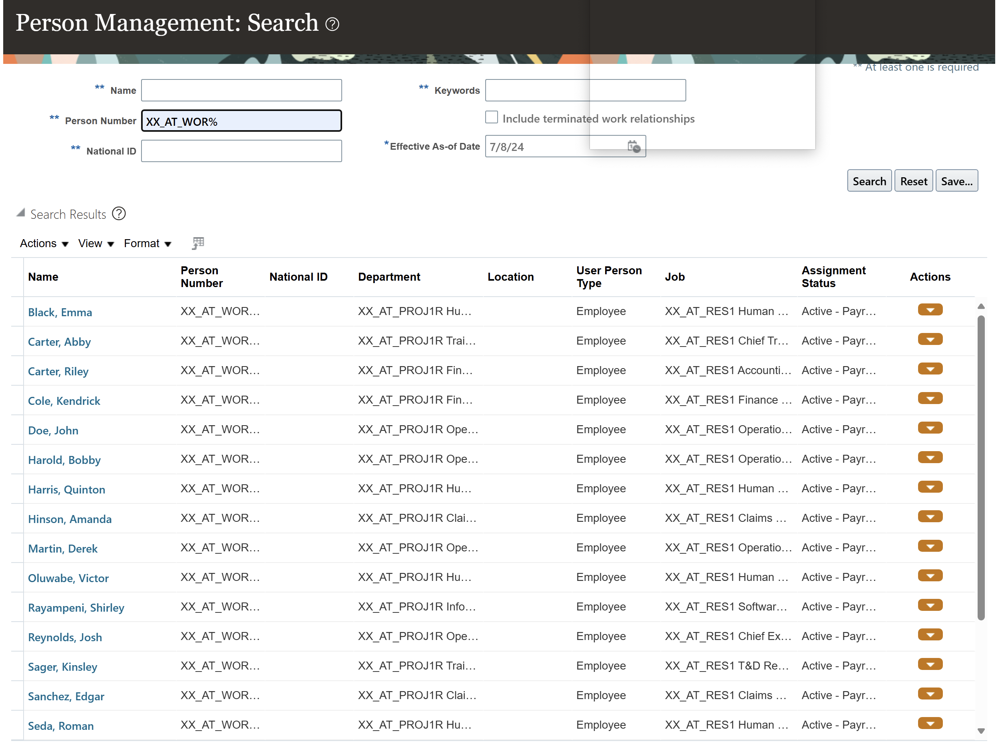 Person Management: Search
** At least one is required
** Name
** Keywords
** Person Number XX_AT_WOR%
Include terminated work relationships
** National ID
*Effective As-of Date 7/8/24
Search Reset Save...
Search Results
Actions View Format
Name Person Number National ID Department Location User Person Type Job Assignment Status Actions
Black, Emma XX_AT_WOR... XX_AT_PROJ1R Hu... Employee XX_AT_RES1 Human ... Active - Payr...
Carter, Abby XX_AT_WOR... XX_AT_PROJ1R Trai... Employee XX_AT_RES1 Chief Tr... Active - Payr...
Carter, Riley XX_AT_WOR... XX_AT_PROJ1R Fin... Employee XX_AT_RES1 Accounti... Active - Payr...
Cole, Kendrick XX_AT_WOR... XX_AT_PROJ1R Fin... Employee XX_AT_RES1 Finance ... Active - Payr...
Doe, John XX_AT_WOR... XX_AT_PROJ1R Ope... Employee XX_AT_RES1 Operatio... Active - Payr...
Harold, Bobby XX_AT_WOR... XX_AT_PROJ1R Ope... Employee XX_AT_RES1 Operatio... Active - Payr...
Harris, Quinton XX_AT_WOR... XX_AT_PROJ1R Hu... Employee XX_AT_RES1 Human ... Active - Payr...
Hinson, Amanda XX_AT_WOR... XX_AT_PROJ1R Clai... Employee XX_AT_RES1 Claims ... Active - Payr...
Martin, Derek XX_AT_WOR... XX_AT_PROJ1R Ope... Employee XX_AT_RES1 Operatio... Active - Payr...
Oluwabe, Victor XX_AT_WOR... XX_AT_PROJ1R Hu... Employee XX_AT_RES1 Human ... Active - Payr...
Rayampeni, Shirley XX_AT_WOR... XX_AT_PROJ1R Info... Employee XX_AT_RES1 Softwar... Active - Payr...
Reynolds, Josh XX_AT_WOR... XX_AT_PROJ1R Ope... Employee XX_AT_RES1 Chief Ex... Active - Payr...
Sager, Kinsley XX_AT_WOR... XX_AT_PROJ1R Trai... Employee XX_AT_RES1 T&D Re... Active - Payr...
Sanchez, Edgar XX_AT_WOR... XX_AT_PROJ1R Clai... Employee XX_AT_RES1 Claims ... Active - Payr...
Seda, Roman XX_AT_WOR... XX_AT_PROJ1R Hu... Employee XX_AT_RES1 Human ... Active - Payr...